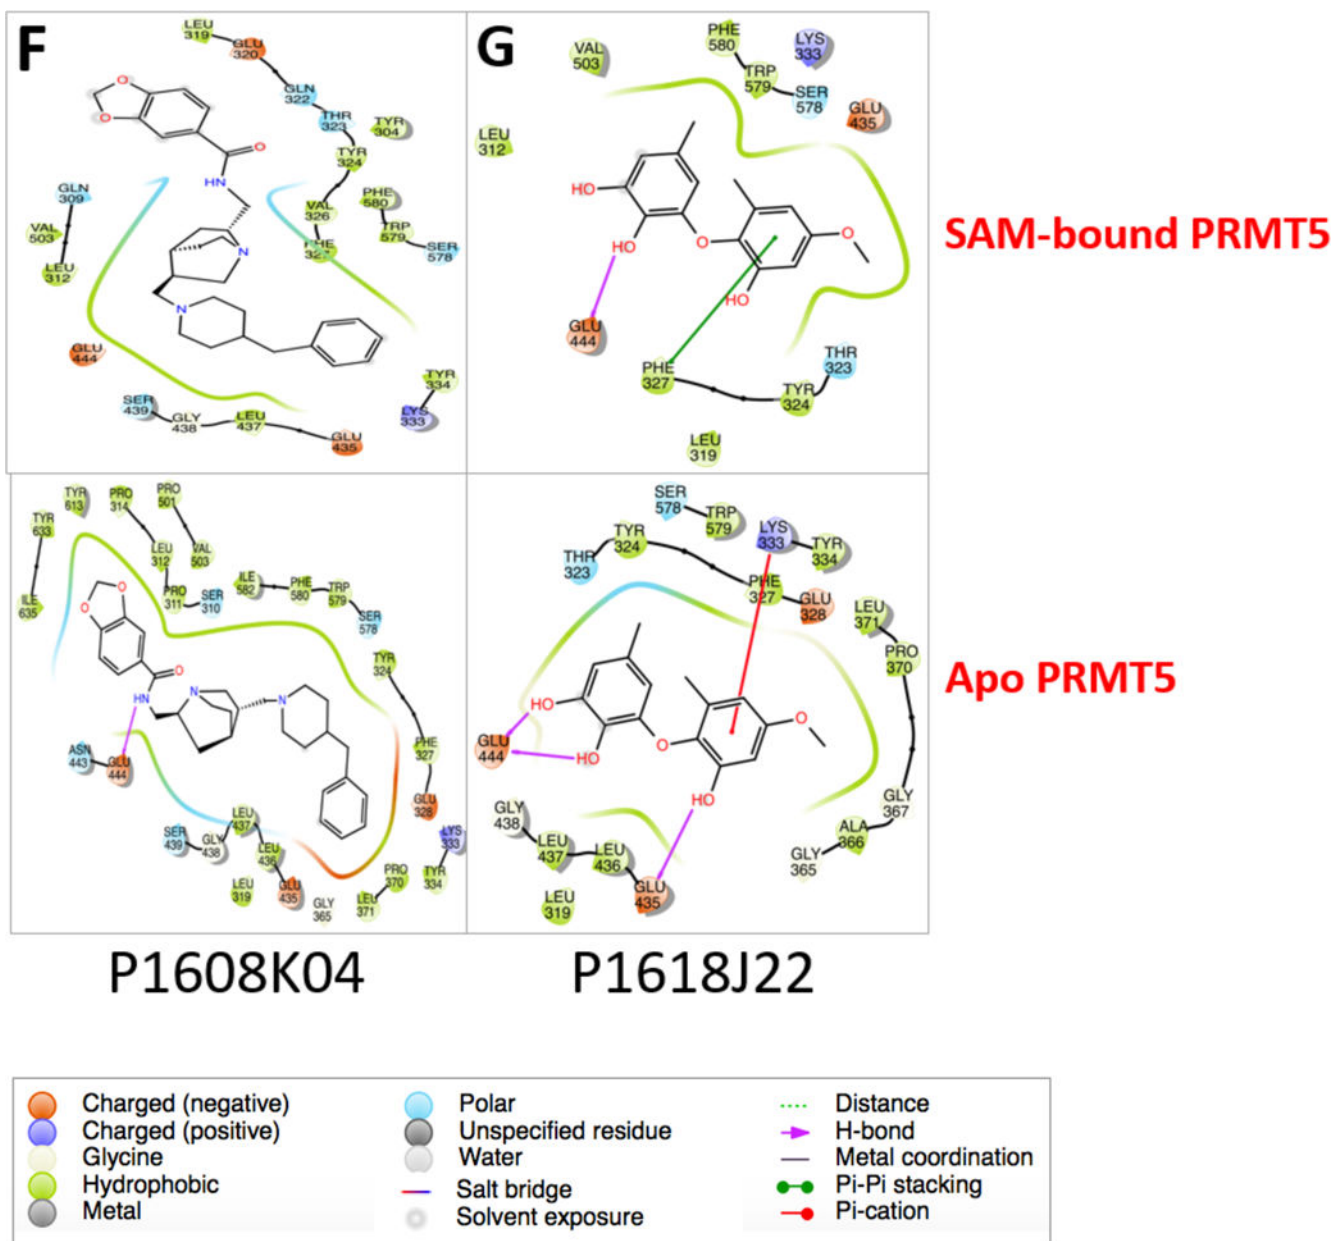 F
LEU
319
GLU
320
GLN
322
THR
323
TYR
304
TYR
324
O
O
O
HN
GLN
309
VAL
503
LEU
312
VAL
326
PHE
327
PHE
580
TRP
579
SER
578
N
N
GLU
444
SER
439
GLY
438
LEU
437
GLU
435
TYR
334
LYS
333
G
VAL
503
PHE
580
LYS
333
TRP
579
SER
578
GLU
435
LEU
312
HO
HO
O
O
HO
GLU
444
PHE
327
TYR
324
THR
323
LEU
319
SAM-bound PRMT5
TYR
633
TYR
613
PRO
314
PRO
501
LEU
312
VAL
503
ILE
635
PRO
311
SER
310
ILE
582
PHE
580
TRP
579
SER
578
O
O
O
HN
N
N
TYR
324
ASN
443
GLU
444
PHE
327
GLU
328
SER
439
GLY
438
LEU
437
LEU
436
LYS
333
LEU
319
GLU
435
GLY
365
LEU
371
PRO
370
TYR
334
SER
578
TRP
579
LYS
333
TYR
334
THR
323
TYR
324
PHE
327
GLU
328
LEU
371
PRO
370
HO
HO
O
O
HO
GLU
444
GLY
438
LEU
437
LEU
436
GLU
435
LEU
319
GLY
367
ALA
366
GLY
365
Apo PRMT5
P1608K04
P1618J22
Charged (negative)
Charged (positive)
Glycine
Hydrophobic
Metal
Polar
Unspecified residue
Water
Salt bridge
Solvent exposure
Distance
H-bond
Metal coordination
Pi-Pi stacking
Pi-cation